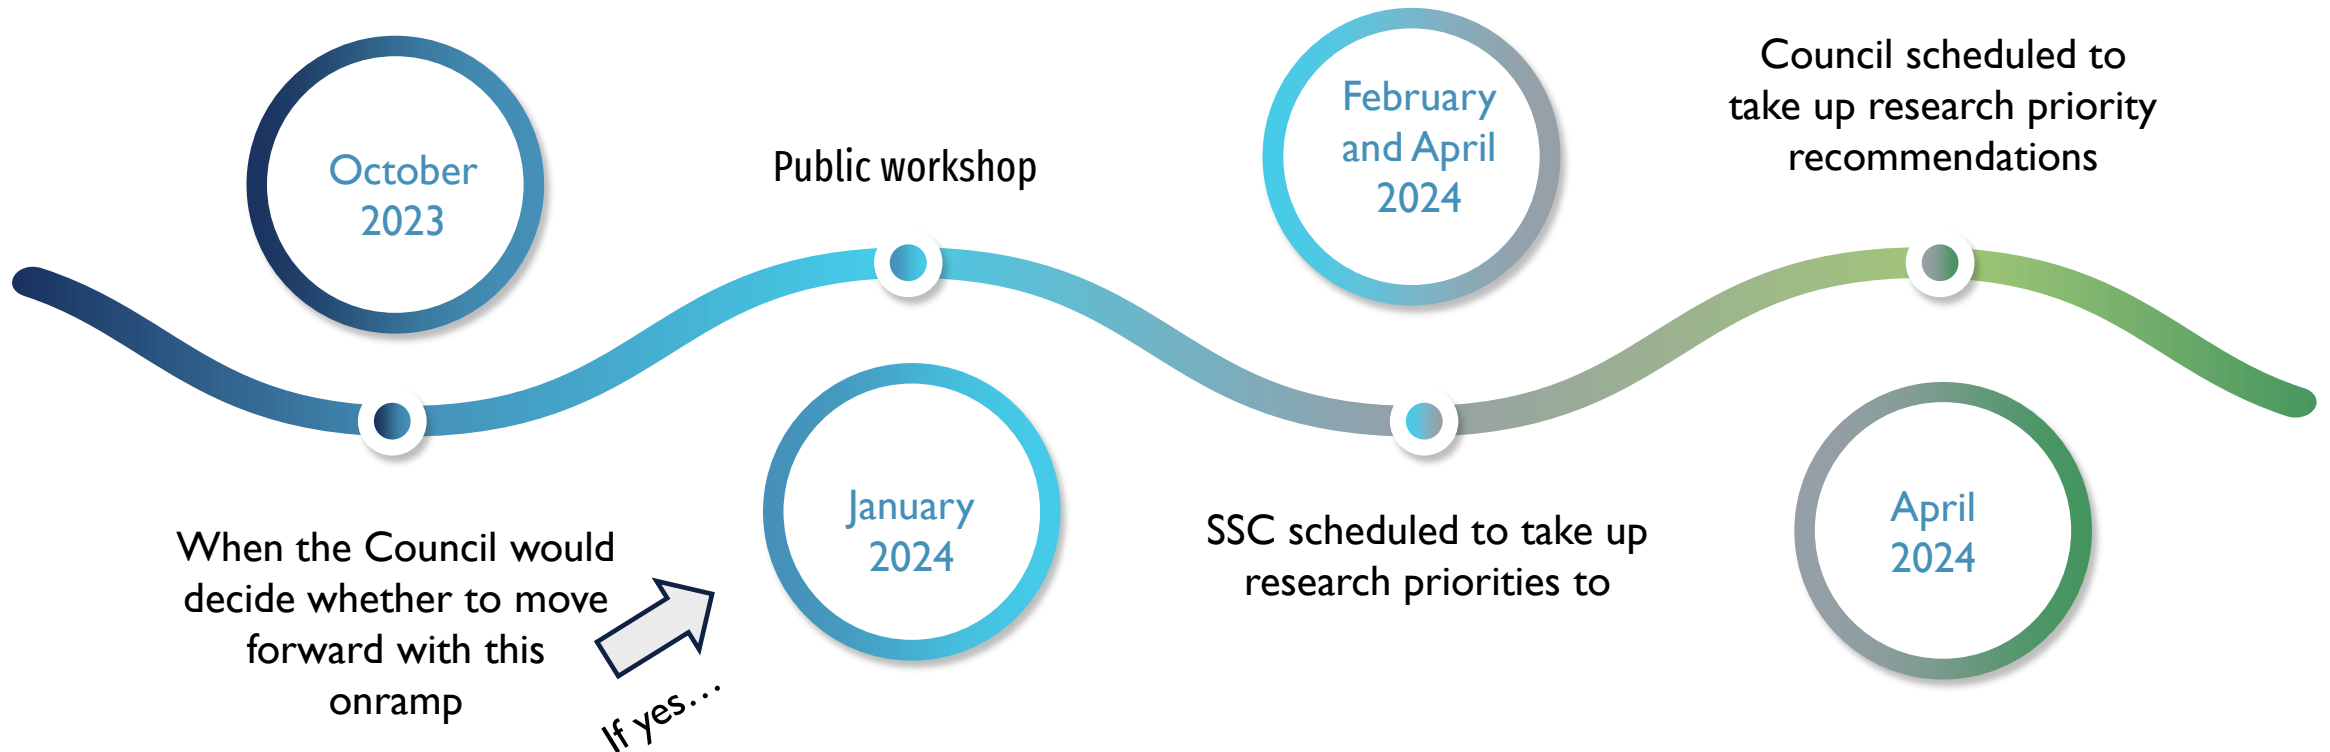 October
2023
When the Council would
decide whether to move
forward with this
onramp
If yes…
Public workshop
January
2024
February
and April
2024
SSC scheduled to take up
research priorities to
Council scheduled to
take up research priority
recommendations
April
2024